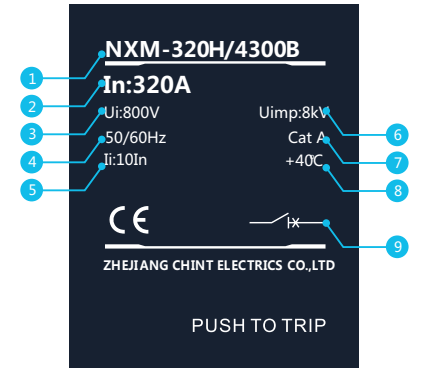 NXM-320H/4300B
1
In:320A
2
Ui:800V Uimp:8kV
3 6
50/60Hz Cat A
4 7
Ii:10In +40℃
5 8
CE
9
ZHEJIANG CHINT ELECTRICS CO.,LTD
PUSH TO TRIP